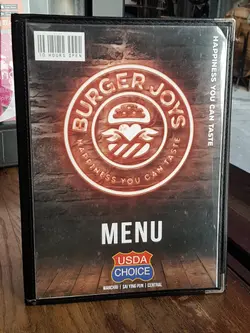 HAPPINESS YOU CAN TASTE
BURGER JOYS
HAPPINESS YOU CAN TASTE
MENU
USDA
CHOICE
WANCHAI | SAI YING PUN | CENTRAL